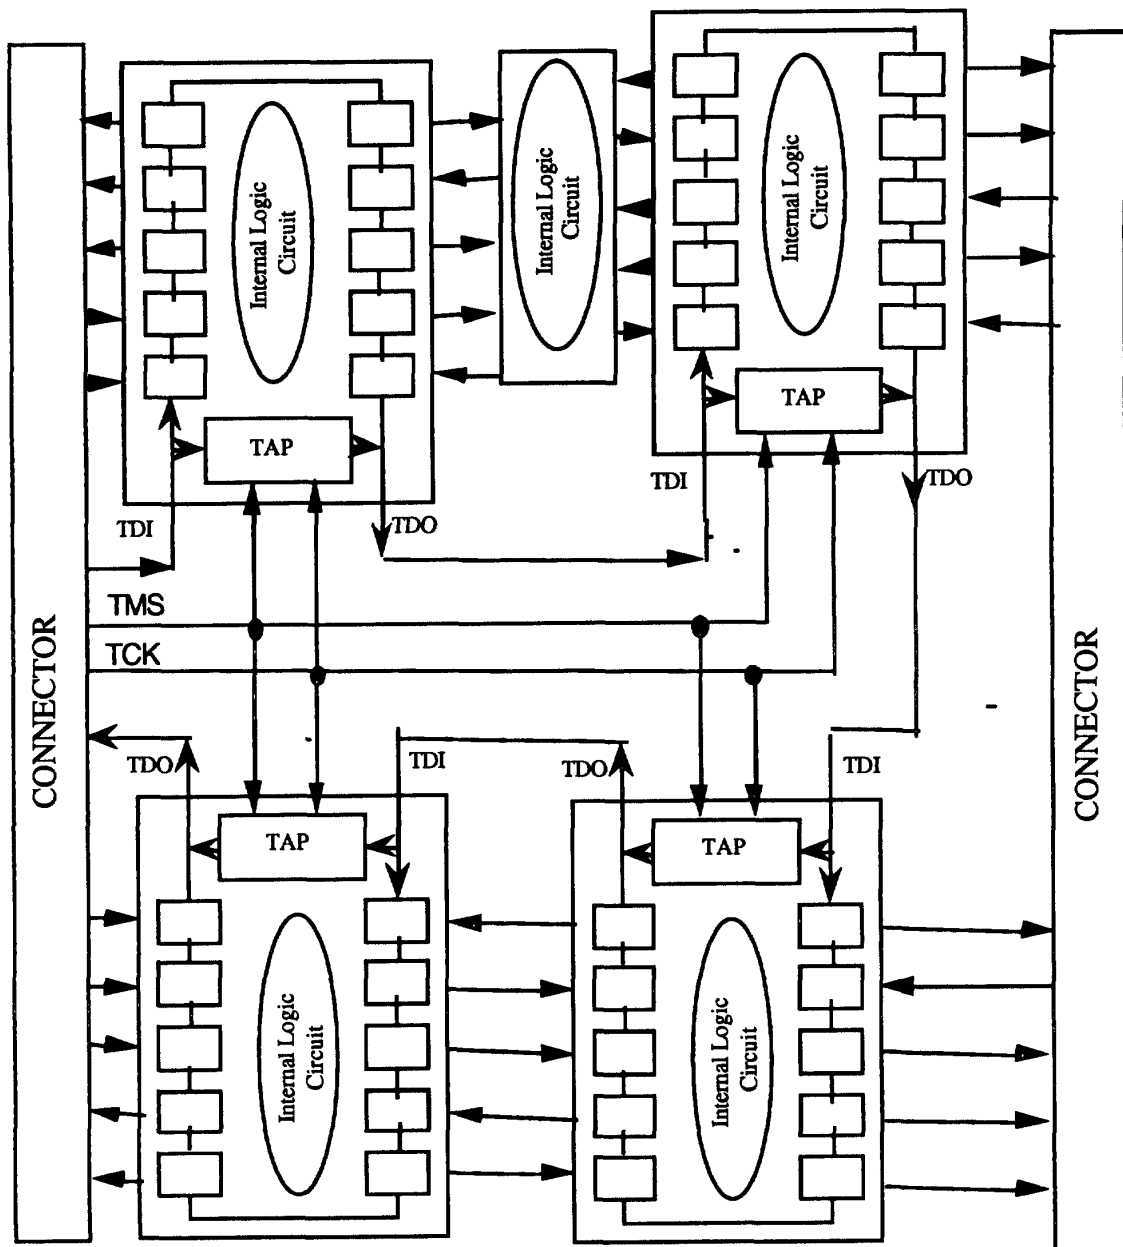 CONNECTOR
Internal Logic
Circuit
TAP
TDI
TDO
Internal Logic
Circuit
Internal Logic
Circuit
TAP
TDI
TDO
CONNECTOR
TMS
TCK
TDO
TDI
TAP
Internal Logic
Circuit
TDO
TDI
TAP
Internal Logic
Circuit